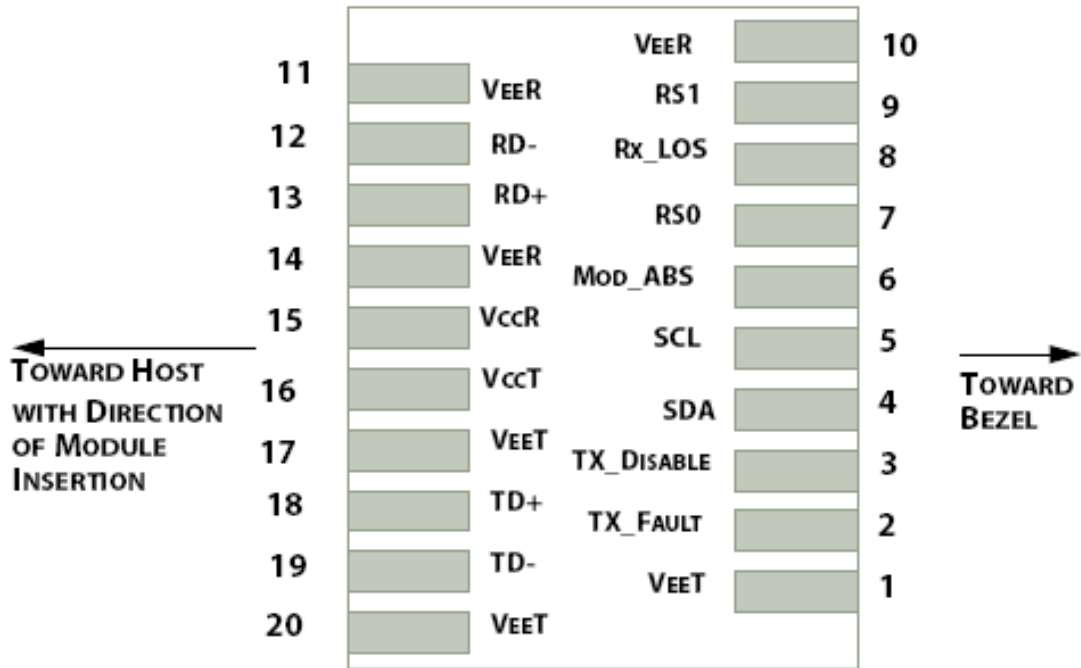 VEER 10
11 VEER
RS1 9
12 RD-
Rx_LOS 8
13 RD+
RS0 7
14 VEER
MOD_ABS 6
15 VCCR
SCL 5
TOWARD HOST
WITH DIRECTION
OF MODULE
INSERTION
16 VCCT
TOWARD
BEZEL
SDA 4
17 VEET
TX_DISABLE 3
18 TD+
TX_FAULT 2
19 TD-
VEET 1
20 VEET